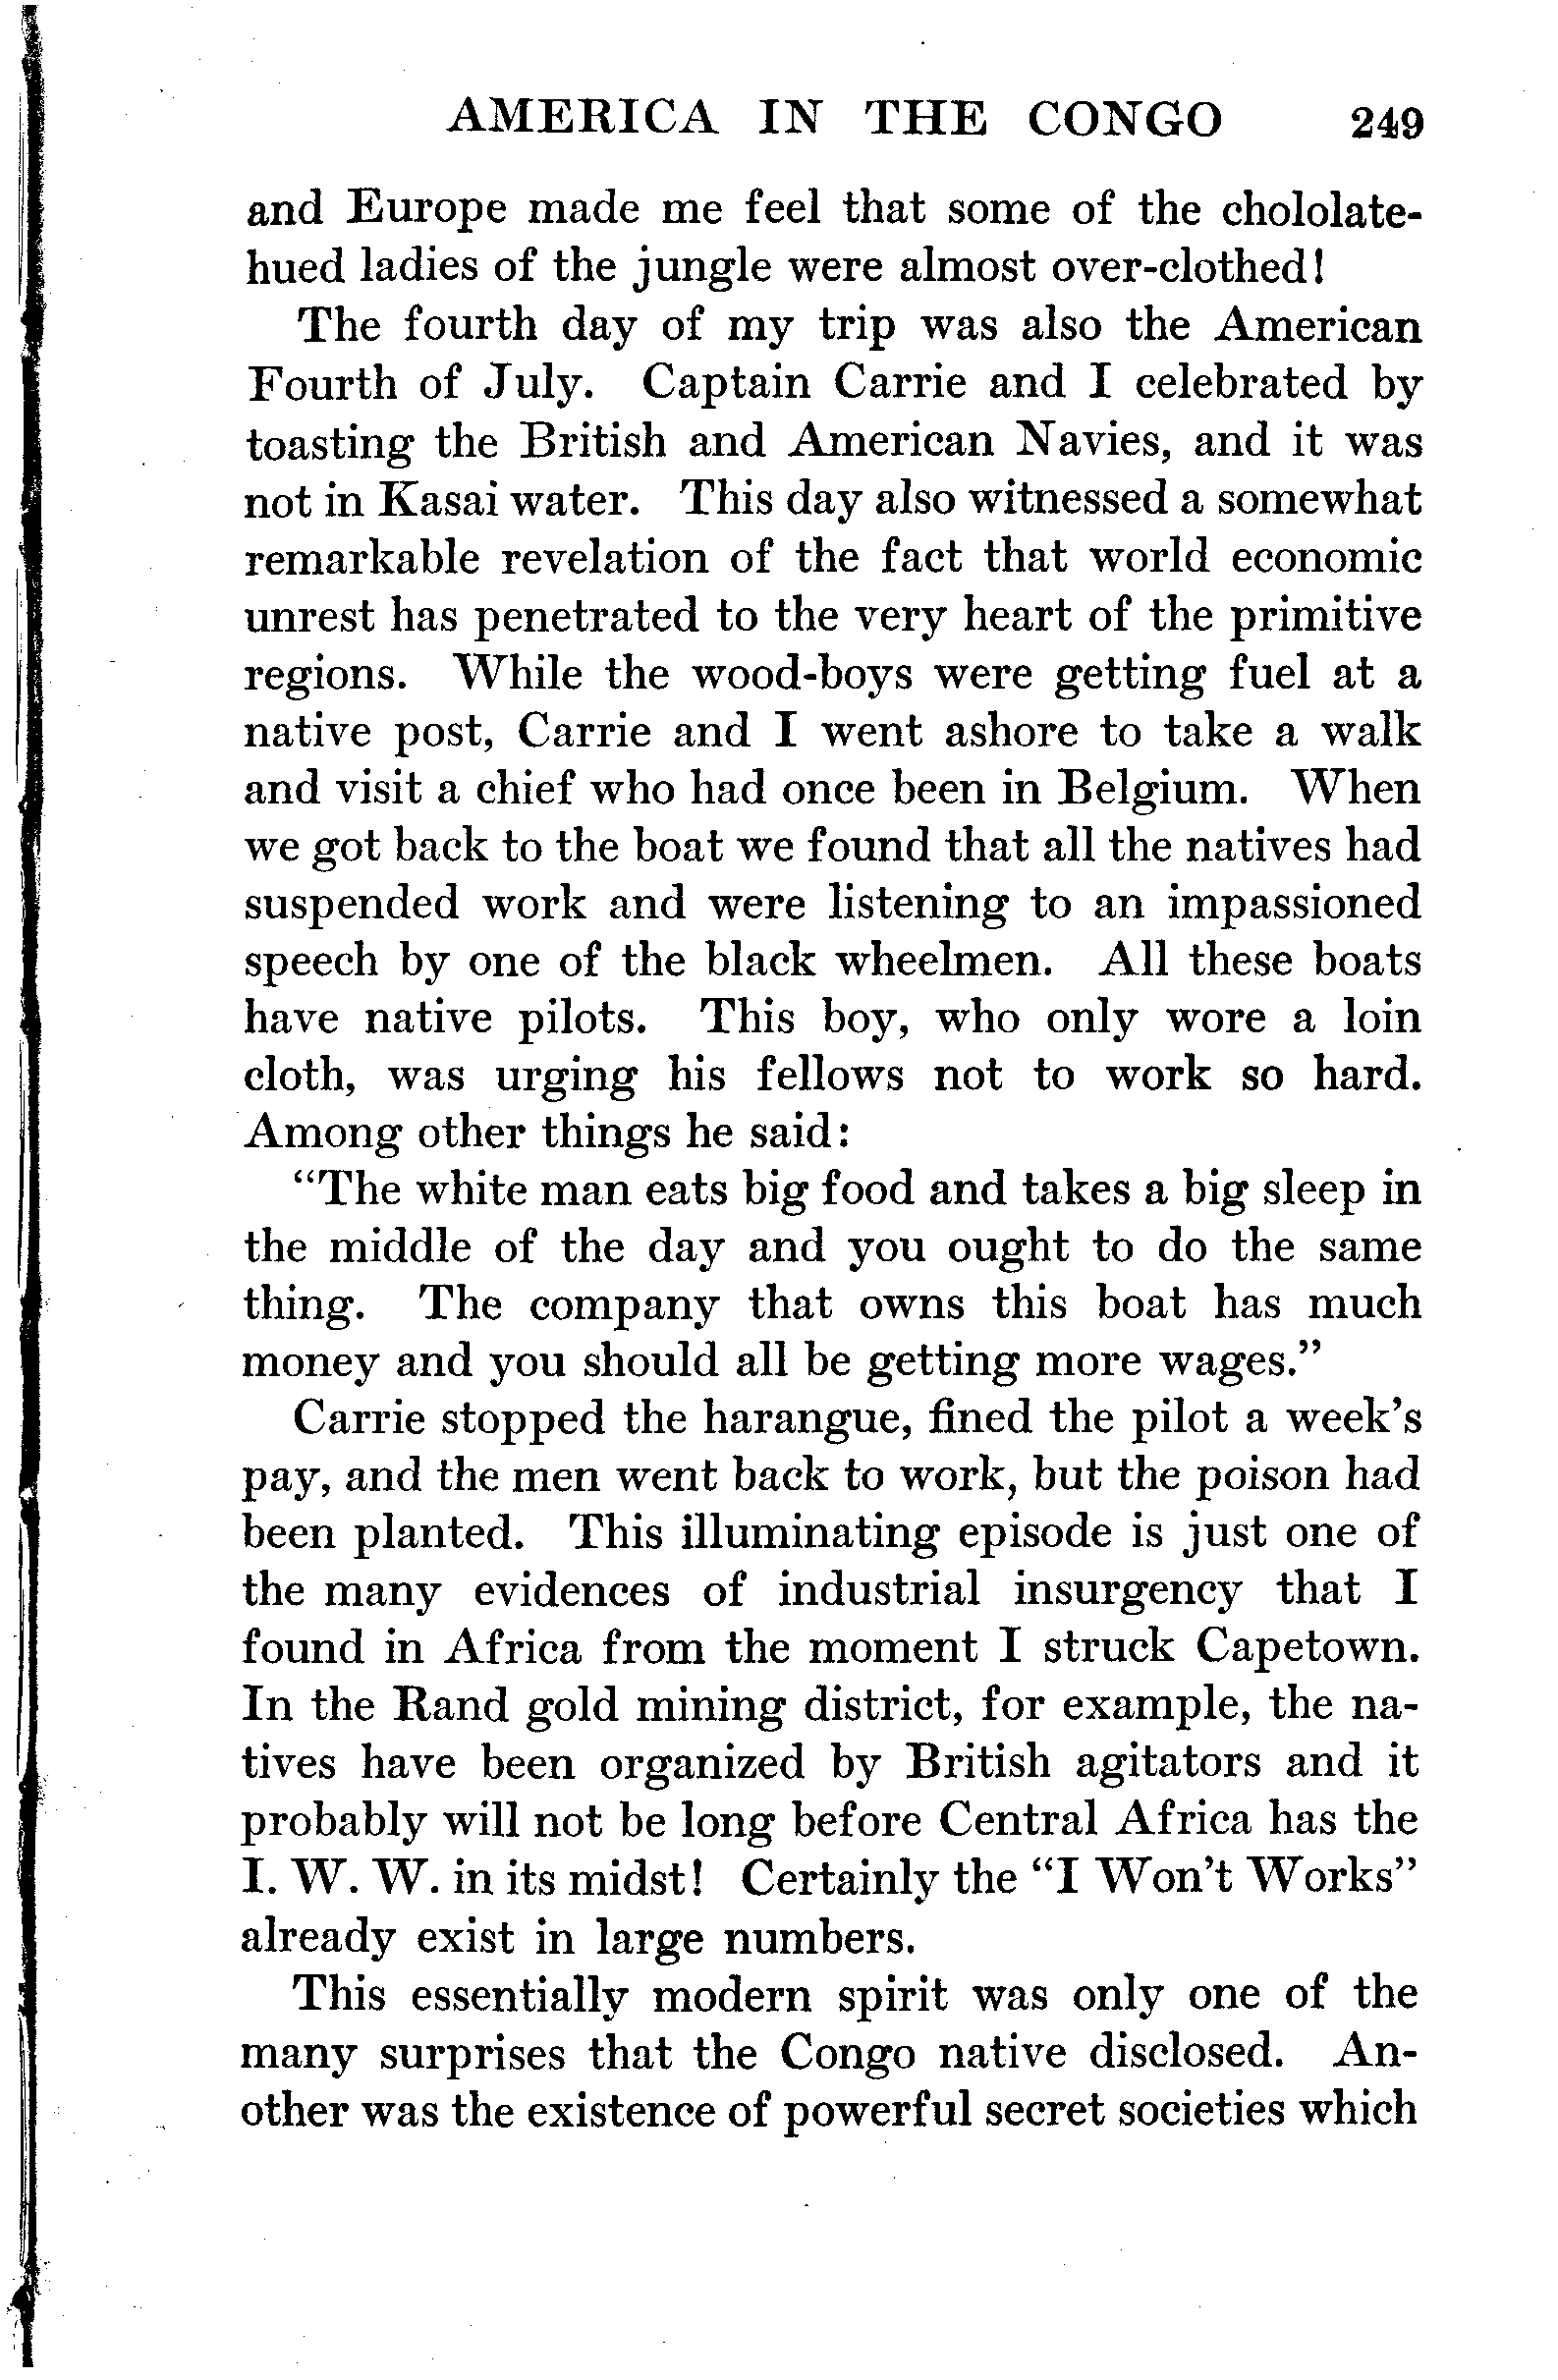 AMERICA IN THE CONGO 249
and Europe made me feel that some of the chololate-
hued ladies of the jungle were almost over-clothed!
The fourth day of my trip was also the American
Fourth of July. Captain Carrie and I celebrated by
toasting the British and American Navies, and it was
not in Kasai water. This day also witnessed a somewhat
remarkable revelation of the fact that world economic
unrest has penetrated to the very heart of the primitive
regions. While the wood-boys were getting fuel at a
native post, Carrie and I went ashore to take a walk
and visit a chief who had once been in Belgium. When
we got back to the boat we found that all the natives had
suspended work and were listening to an impassioned
speech by one of the black wheelmen. All these boats
have native pilots. This boy, who only wore a loin
cloth, was urging his fellows not to work so hard.
Among other things he said:
“The white man eats big food and takes a big sleep in
the middle of the day and you ought to do the same
thing. The company that owns this boat has much
money and you should all be getting more wages.”
Carrie stopped the harangue, fined the pilot a week’s
pay, and the men went back to work, but the poison had
been planted. This illuminating episode is just one of
the many evidences of industrial insurgency that I
found in Africa from the moment I struck Capetown.
In the Rand gold mining district, for example, the na-
tives have been organized by British agitators and it
probably will not be long before Central Africa has the
I. W. W. in its midst! Certainly the “I Won’t Works”
already exist in large numbers.
This essentially modern spirit was only one of the
many surprises that the Congo native disclosed. An-
other was the existence of powerful secret societies which